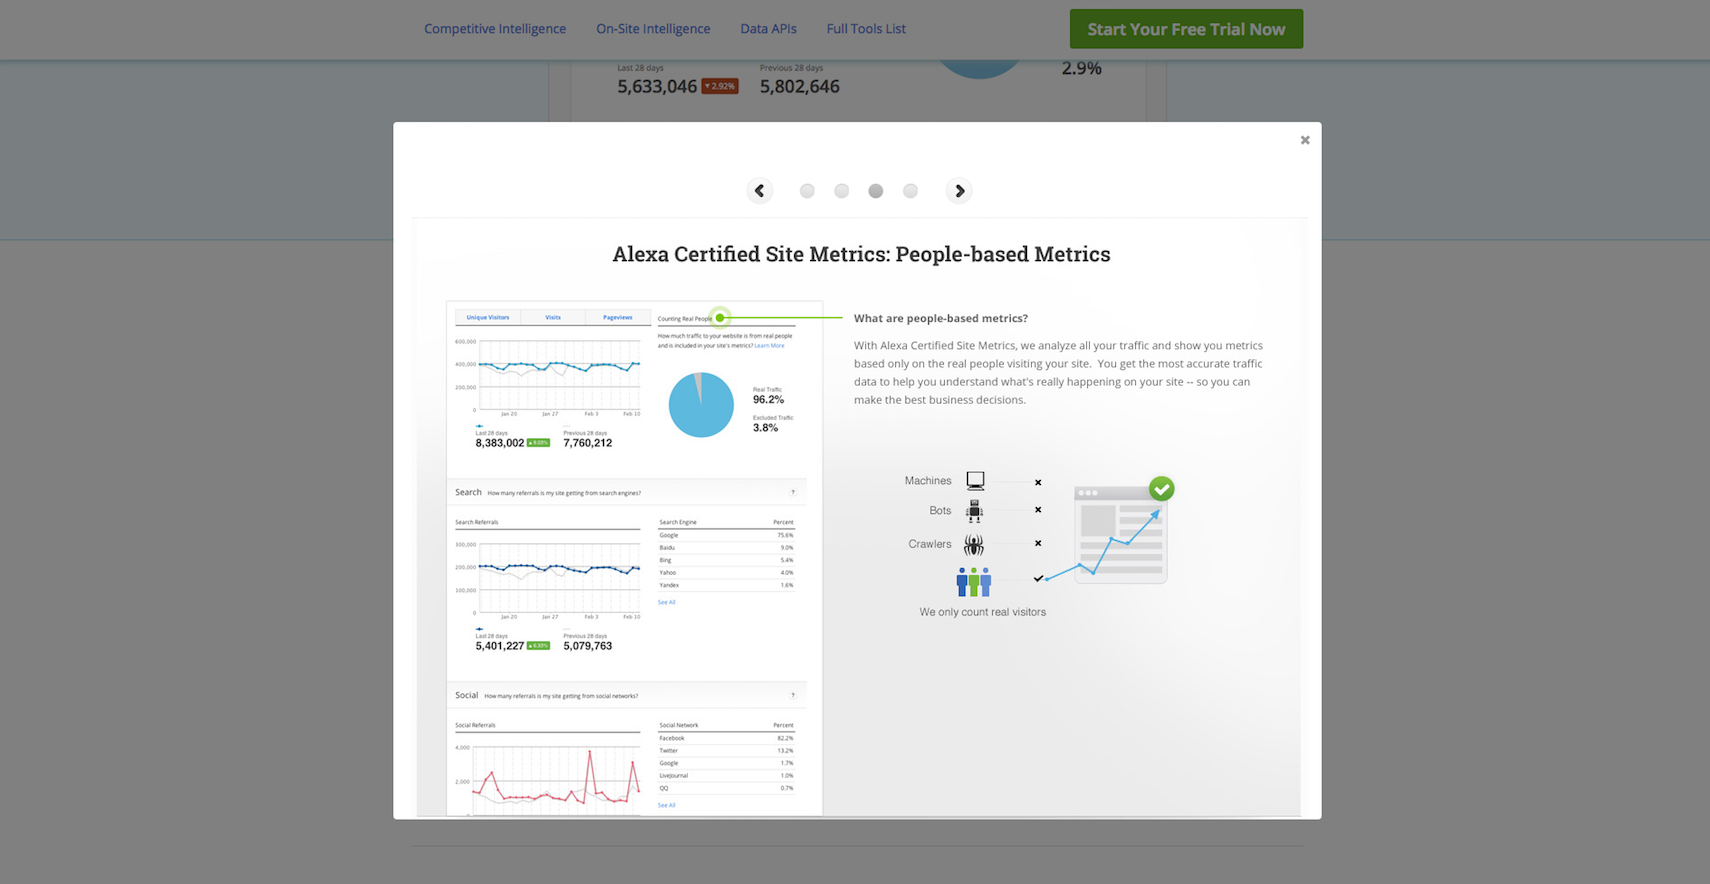 Competitive Intelligence
On-Site Intelligence
Data APIs
Full Tools List
Start Your Free Trial Now
Last 28 days
5,633,046
▼ 2.92%
Previous 28 days
5,802,646
2.9%
Alexa Certified Site Metrics: People-based Metrics
Unique Visitors
Visits
Pageviews
600,000
400,000
200,000
0
Jan 20
Jan 27
Feb 3
Feb 10
Last 28 days
8,383,002
Previous 28 days
7,760,212
Counting Real People
How much traffic to your website is from real people
and is included in your site's metrics? Learn More
Real Traffic
96.2%
Excluded Traffic
3.8%
Search How many referrals is my site getting from search engines?
?
Search Referrals
300,000
200,000
100,000
0
Jan 20
Jan 27
Feb 3
Feb 10
Last 28 days
5,401,227
Previous 28 days
5,079,763
Search Engine Percent
Google 75.6%
Baidu 9.0%
Bing 5.4%
Yahoo 4.0%
Yandex 1.6%
See All
Social How many referrals is my site getting from social networks?
?
Social Referrals
4,000
2,000
Social Network Percent
Facebook 82.2%
Twitter 13.2%
Google 1.7%
LiveJournal 1.0%
QQ 0.7%
See All
What are people-based metrics?
With Alexa Certified Site Metrics, we analyze all your traffic and show you metrics
based only on the real people visiting your site. You get the most accurate traffic
data to help you understand what's really happening on your site -- so you can
make the best business decisions.
Machines
Bots
Crawlers
We only count real visitors